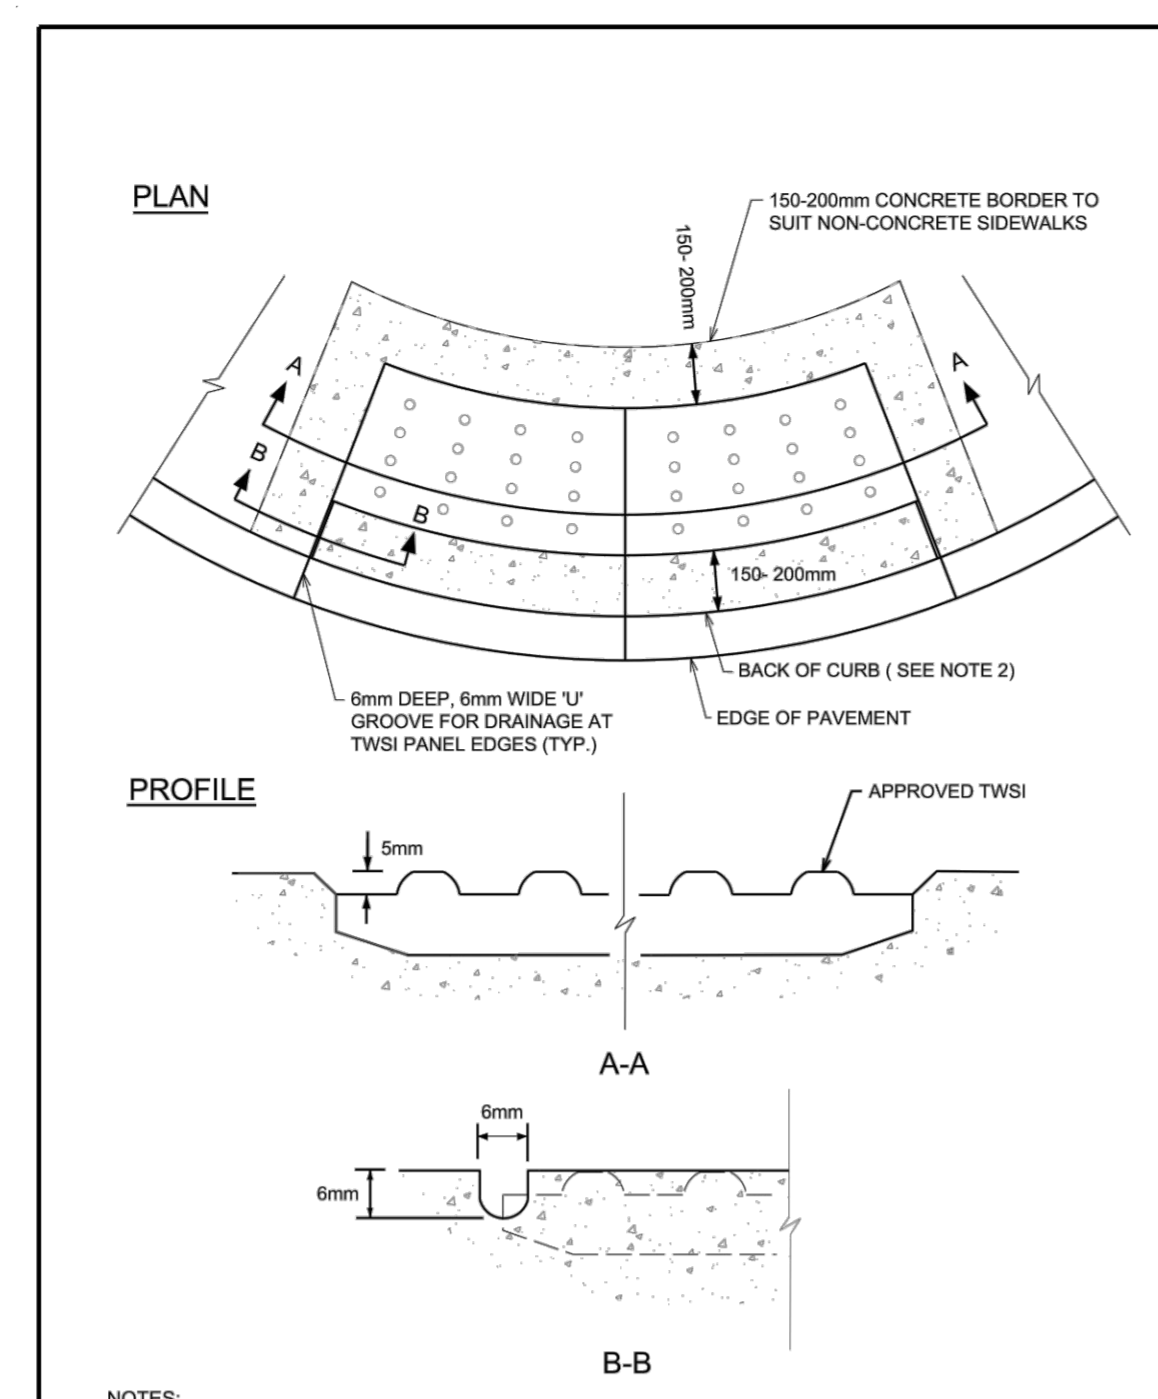 PLAN
150-200mm CONCRETE BORDER TO
SUIT NON-CONCRETE SIDEWALKS
150- 200mm
A
A
B
B
150- 200mm
BACK OF CURB ( SEE NOTE 2)
6mm DEEP, 6mm WIDE 'U'
GROOVE FOR DRAINAGE AT
TWSI PANEL EDGES (TYP.)
EDGE OF PAVEMENT
PROFILE
APPROVED TWSI
5mm
A-A
6mm
6mm
B-B
NOTES: